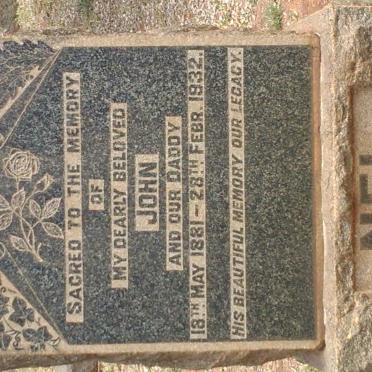 SACRED TO THE MEMORY
OF
MY DEARLY BELOVED
JOHN
AND OUR DADDY
18TH MAY 1881 - 28TH FEBR. 1932.
HIS BEAUTIFUL MEMORY OUR LEGACY.